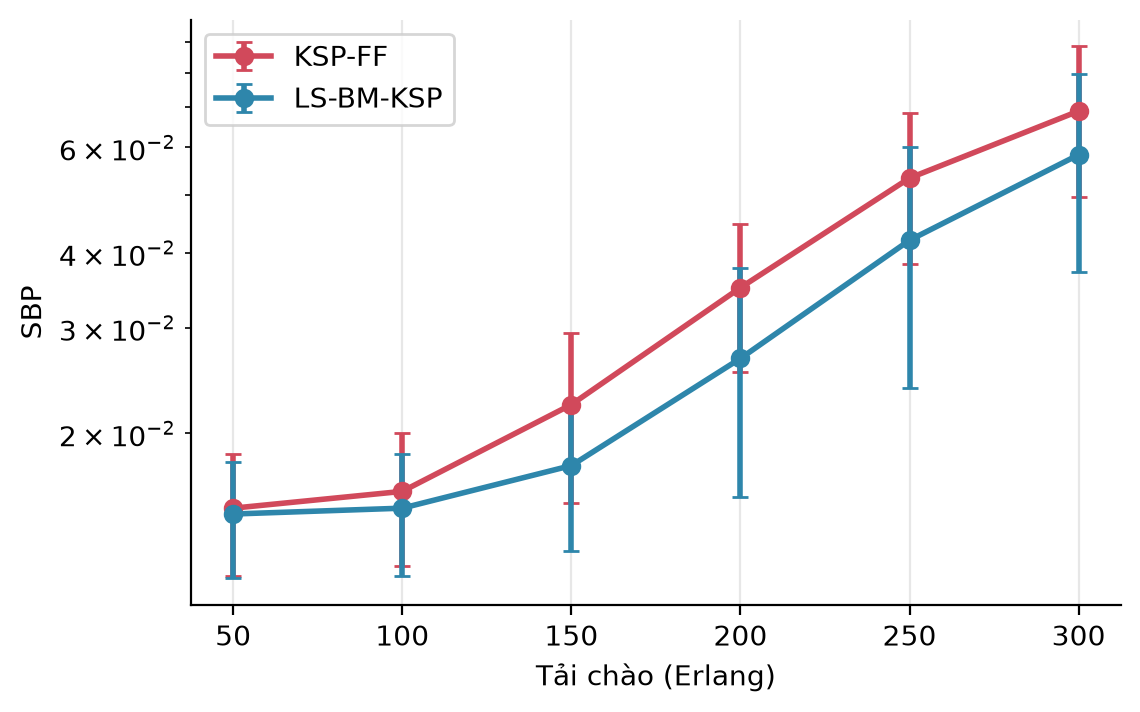 KSP-FF
LS-BM-KSP
6 × 10⁻²
4 × 10⁻²
3 × 10⁻²
2 × 10⁻²
SBP
50 100 150 200 250 300
Tải chào (Erlang)